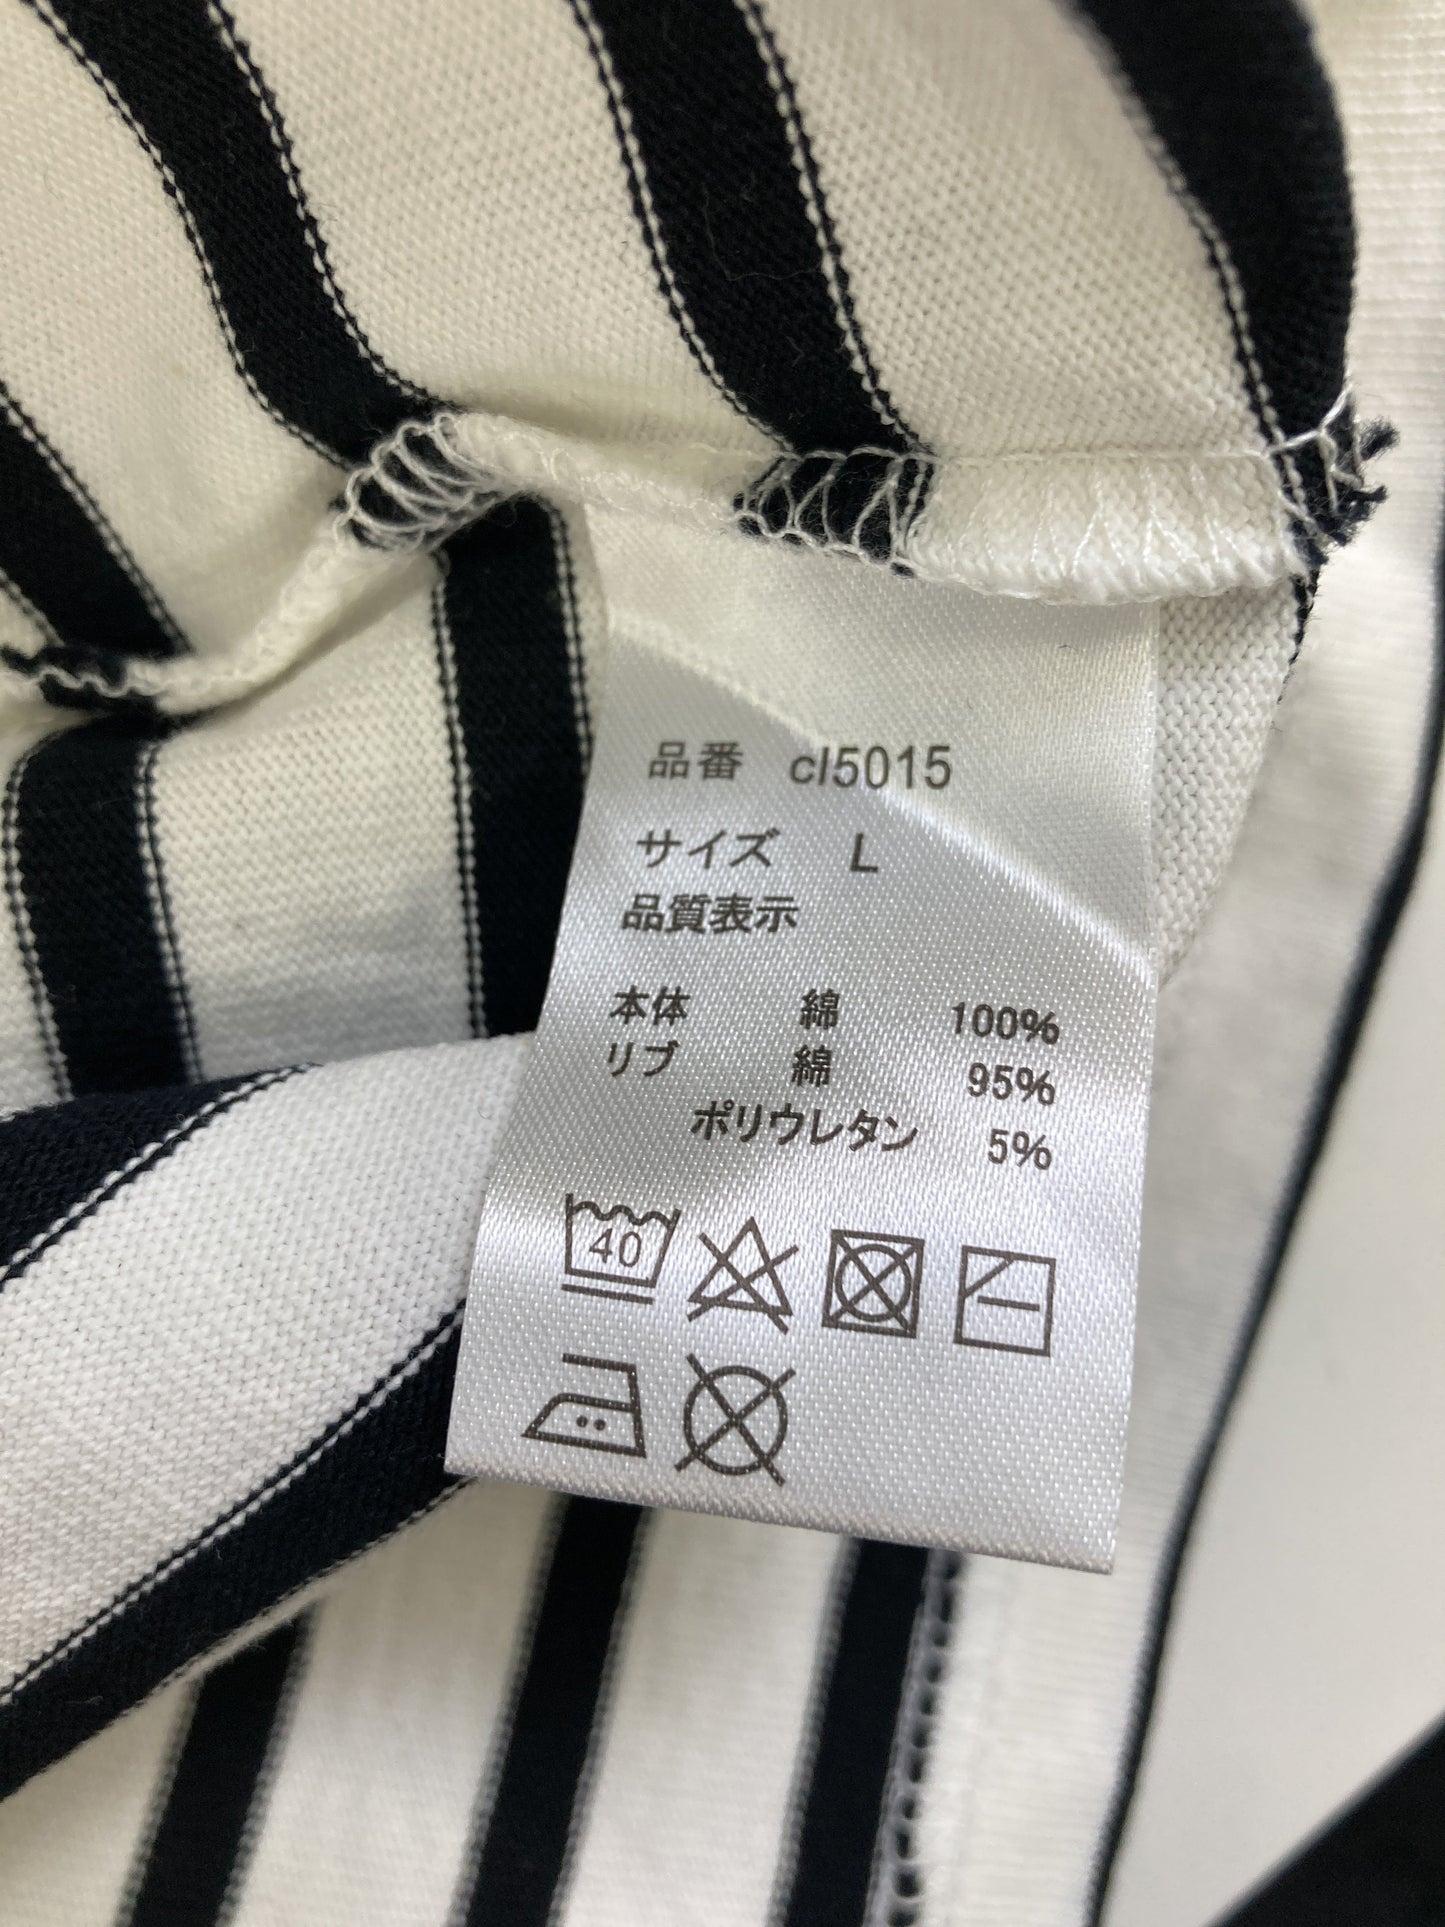 品番 cl5015
サイズ L
品質表示
本体 綿 100%
リブ 綿 95%
ポリウレタン 5%
40